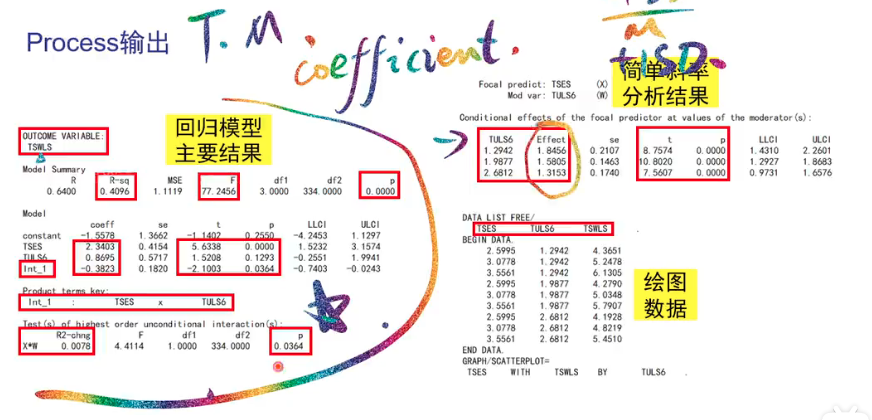 Process输出
T.M
coefficient.
M
+1SD.
Focal predict: TSES (X)
Mod var: TULS6 (W)
简单斜率
分析结果
Conditional effects of the focal predictor at values of the moderator(s):
TULS6 Effect se t p LLCI ULCI
1.2942 1.8456 0.2107 8.7574 0.0000 1.4310 2.2601
1.9877 1.5805 0.1463 10.8020 0.0000 1.2927 1.8683
2.6812 1.3153 0.1740 7.5607 0.0000 0.9731 1.6576
回归模型
主要结果
OUTCOME VARIABLE:
TSWLS
Model Summary
R R-sq MSE F df1 df2 p
0.6400 0.4096 1.1119 77.2456 3.0000 334.0000 0.0000
Model
coeff se t p LLCI ULCI
constant -1.5578 1.3662 -1.1402 0.2550 -4.2453 1.1297
TSES 2.3403 0.4154 5.6338 0.0000 1.5232 3.1574
TULS6 0.8695 0.5717 1.5208 0.1293 -0.2551 1.9941
Int_1 -0.3823 0.1820 -2.1003 0.0364 -0.7403 -0.0243
Product terms key:
Int_1 : TSES x TULS6
Test(s) of highest order unconditional interaction(s):
R2-chng F df1 df2 p
X*W 0.0078 4.4114 1.0000 334.0000 0.0364
DATA LIST FREE/
TSES TULS6 TSWLS .
BEGIN DATA.
2.5995 1.2942 4.3651
3.0778 1.2942 5.2478
3.5561 1.2942 6.1305
2.5995 1.9877 4.2790
3.0778 1.9877 5.0348
3.5561 1.9877 5.7907
2.5995 2.6812 4.1928
3.0778 2.6812 4.8219
3.5561 2.6812 5.4510
END DATA.
GRAPH/SCATTERPLOT=
TSES WITH TSWLS BY TULS6 .
绘图
数据